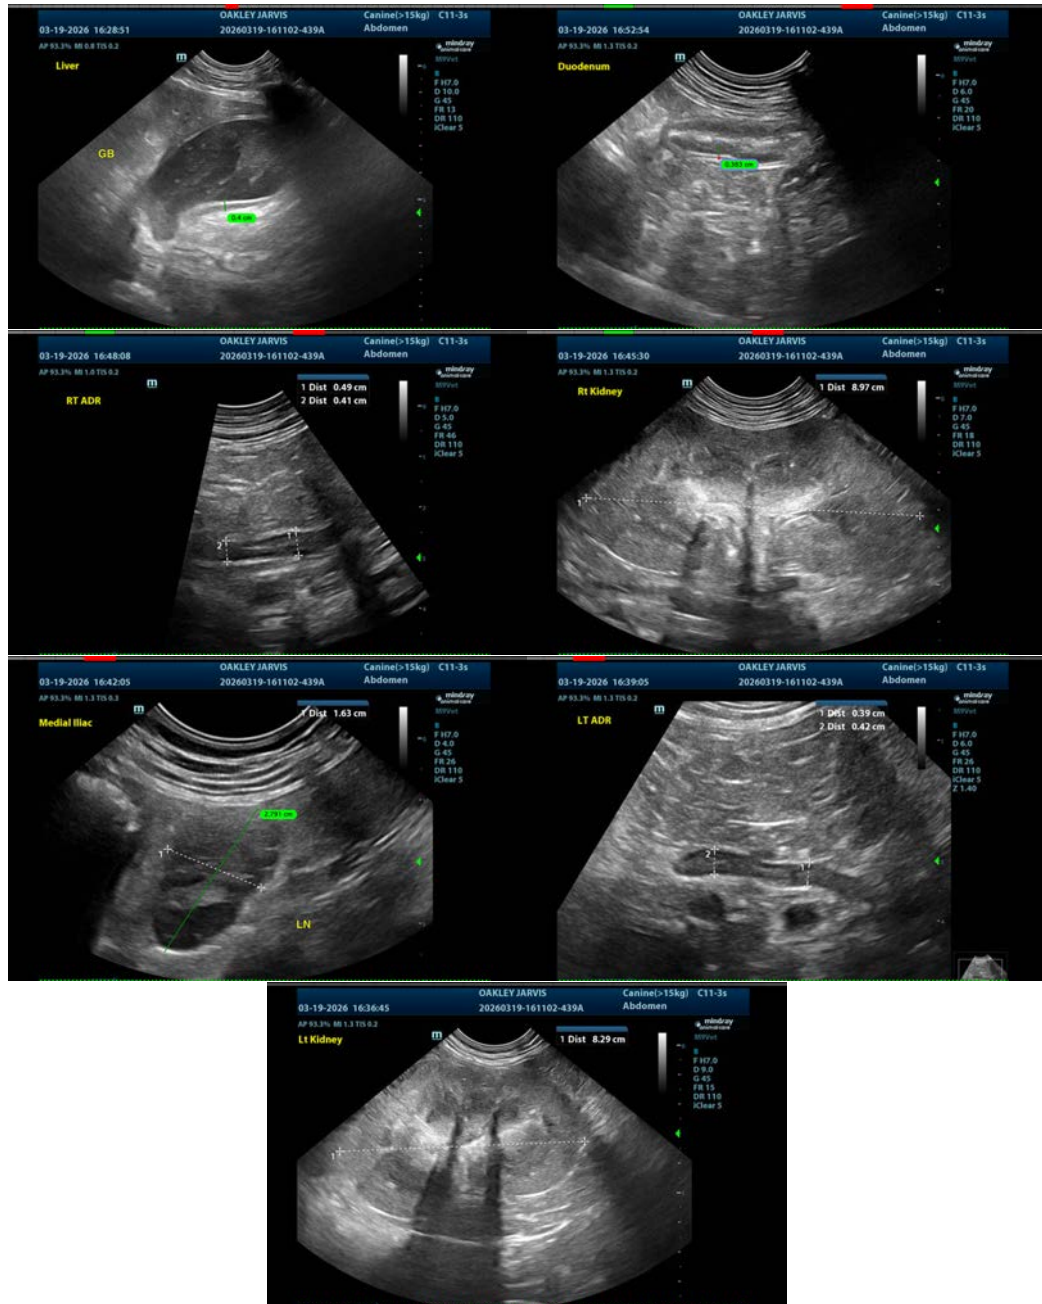 OAKLEY JARVIS Canine(>15kg) C11-3s
03-19-2026 16:28:51 20260319-161102-439A Abdomen
AP 93.3% MI 0.8 TIS 0.2
mindray
animalcare
Liver
B
F H7.0
D 10.0
G 45
FR 13
DR 110
iClear 5
GB
0.4 cm
OAKLEY JARVIS Canine(>15kg) C11-3s
03-19-2026 16:52:54 20260319-161102-439A Abdomen
AP 93.3% MI 1.3 TIS 0.2
mindray
animalcare
Duodenum
B
F H7.0
D 6.0
G 45
FR 20
DR 110
iClear 5
OAKLEY JARVIS Canine(>15kg) C11-3s
03-19-2026 16:48:08 20260319-161102-439A Abdomen
AP 93.3% MI 1.0 TIS 0.2
mindray
animalcare
1 Dist 0.49 cm
2 Dist 0.41 cm
RT ADR
B
F H7.0
D 5.0
G 45
FR 46
DR 110
iClear 5
1
2
OAKLEY JARVIS Canine(>15kg) C11-3s
03-19-2026 16:45:30 20260319-161102-439A Abdomen
AP 93.3% MI 1.3 TIS 0.2
mindray
animalcare
1 Dist 8.97 cm
Rt Kidney
B
F H7.0
D 7.0
G 45
FR 18
DR 110
iClear 5
1
OAKLEY JARVIS Canine(>15kg) C11-3s
03-19-2026 16:42:05 20260319-161102-439A Abdomen
AP 93.3% MI 1.3 TIS 0.3
mindray
animalcare
1 Dist 1.63 cm
Medial Iliac
B
F H7.0
D 4.0
G 45
FR 26
DR 110
iClear 5
2.791 cm
1
LN
OAKLEY JARVIS Canine(>15kg) C11-3s
03-19-2026 16:39:05 20260319-161102-439A Abdomen
AP 93.3% MI 1.3 TIS 0.2
mindray
animalcare
1 Dist 0.39 cm
2 Dist 0.42 cm
LT ADR
B
F H7.0
D 6.0
G 45
FR 26
DR 110
iClear 5
Z 1.40
2
1
OAKLEY JARVIS Canine(>15kg) C11-3s
03-19-2026 16:36:45 20260319-161102-439A Abdomen
AP 93.3% MI 1.3 TIS 0.2
mindray
animalcare
Lt Kidney
1 Dist 8.29 cm
B
F H7.0
D 9.0
G 45
FR 15
DR 110
iClear 5
1